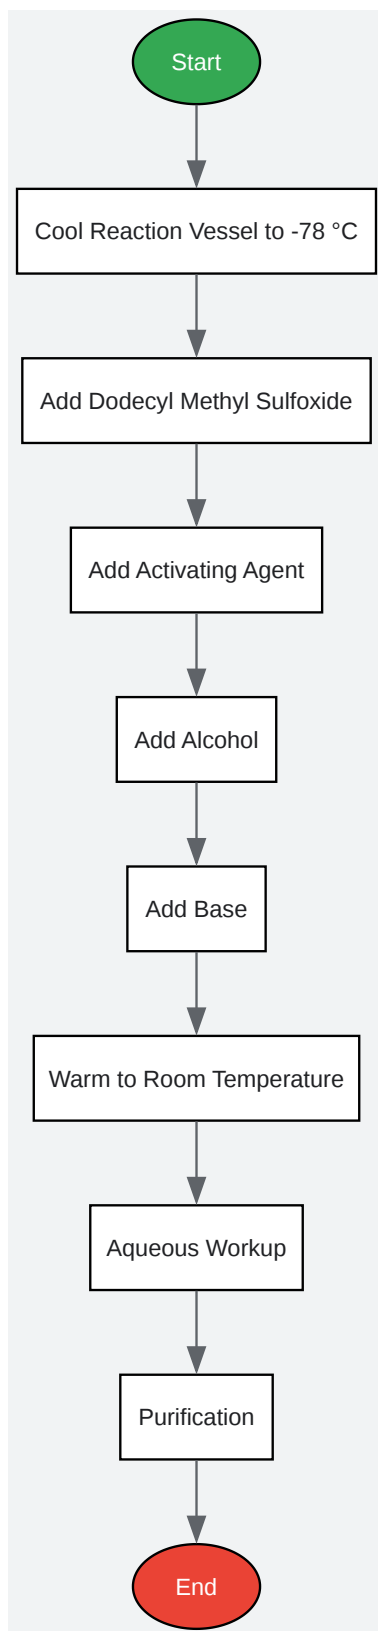 Start
Cool Reaction Vessel to -78 °C
Add Dodecyl Methyl Sulfoxide
Add Activating Agent
Add Alcohol
Add Base
Warm to Room Temperature
Aqueous Workup
Purification
End